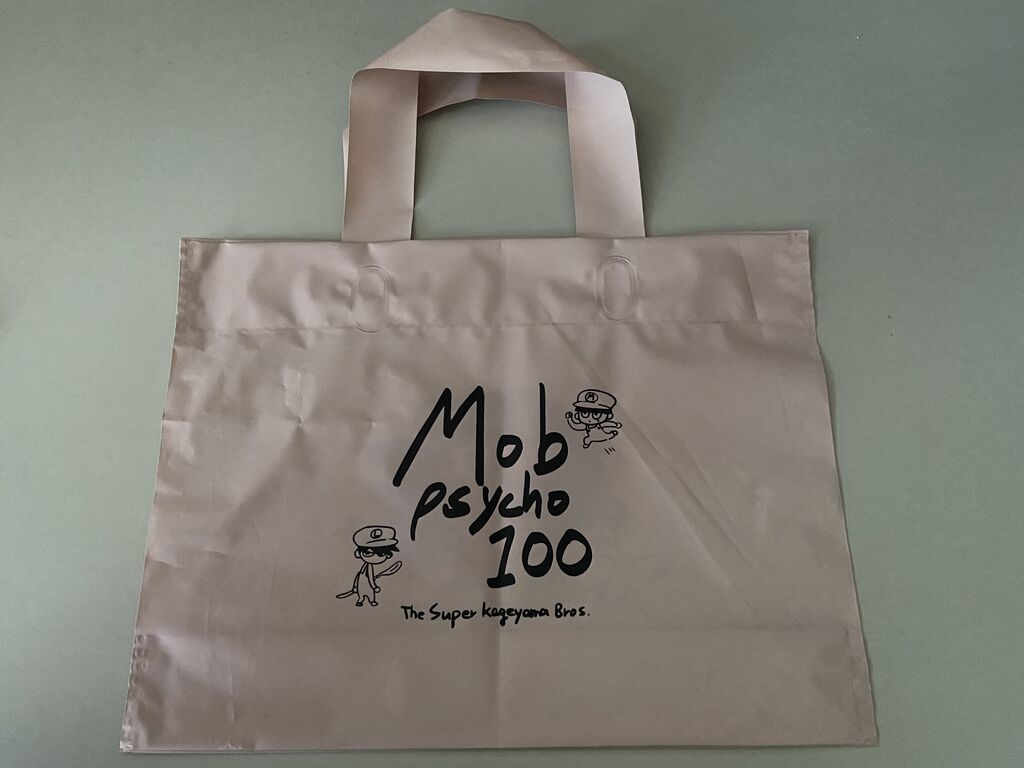 Mob
M
psycho
100
L
The Super Kageyama Bros.